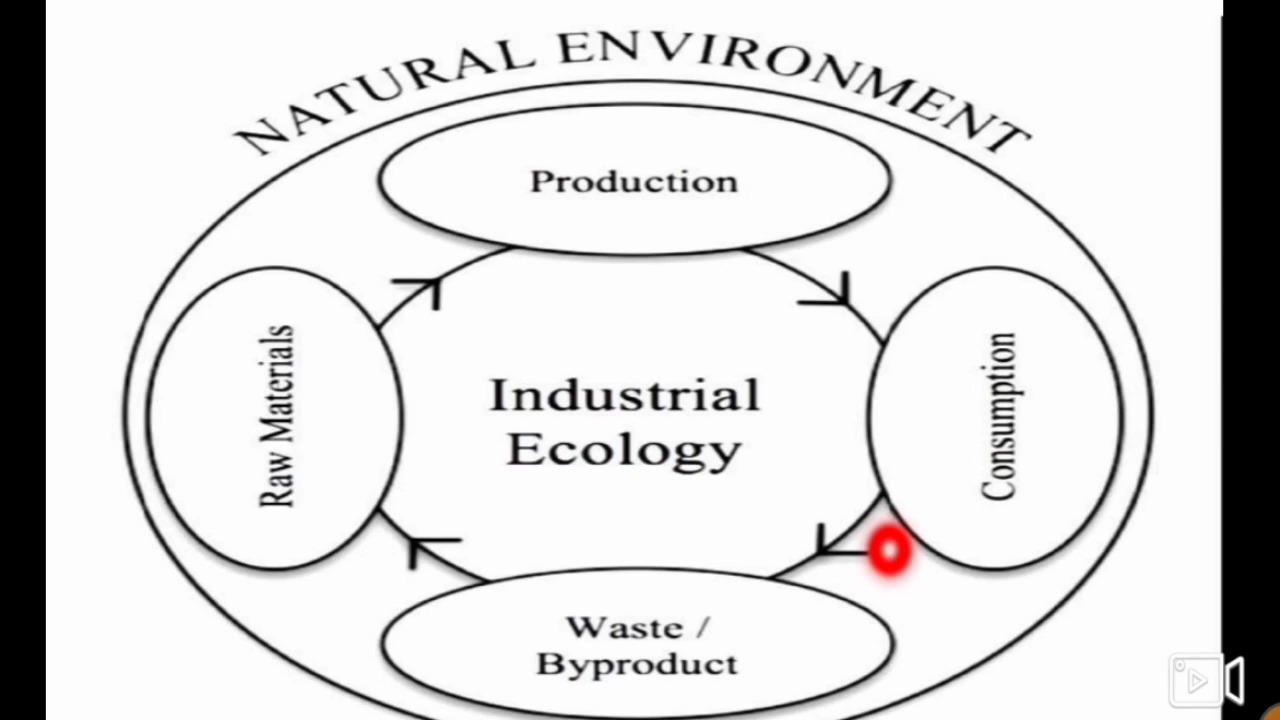 NATURAL ENVIRONMENT
Production
Raw Materials
Industrial
Ecology
Consumption
Waste /
Byproduct